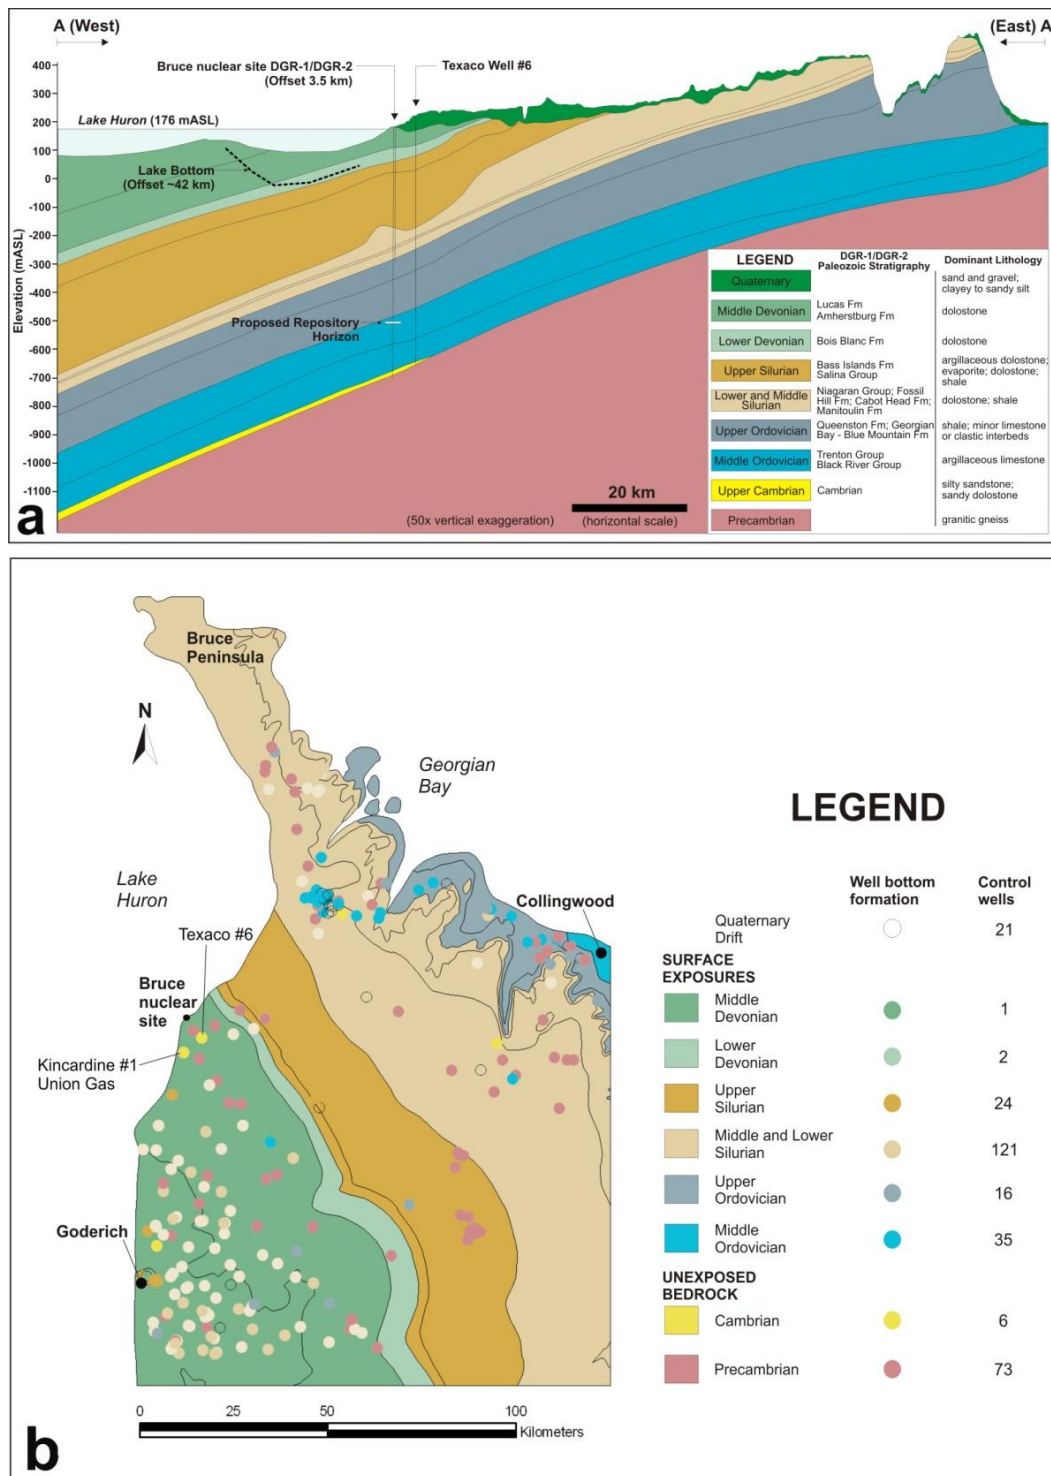 A (West)
(East) A'
Bruce nuclear site DGR-1/DGR-2
(Offset 3.5 km)
Texaco Well #6
400
300
200
100
0
-100
-200
-300
-400
-500
-600
-700
-800
-900
-1000
-1100
Elevation (mASL)
Lake Huron (176 mASL)
Lake Bottom
(Offset ~42 km)
Proposed Repository
Horizon
20 km
(50x vertical exaggeration)
(horizontal scale)
LEGEND
DGR-1/DGR-2
Paleozoic Stratigraphy
Dominant Lithology
Quaternary
sand and gravel;
clayey to sandy silt
Middle Devonian
Lucas Fm
Amherstburg Fm
dolostone
Lower Devonian
Bois Blanc Fm
dolostone
Upper Silurian
Bass Islands Fm
Salina Group
argillaceous dolostone;
evaporite; dolostone;
shale
Lower and Middle
Silurian
Niagaran Group; Fossil
Hill Fm; Cabot Head Fm;
Manitoulin Fm
dolostone; shale
Upper Ordovician
Queenston Fm; Georgian
Bay - Blue Mountain Fm
shale; minor limestone
or clastic interbeds
Middle Ordovician
Trenton Group
Black River Group
argillaceous limestone
Upper Cambrian
Cambrian
silty sandstone;
sandy dolostone
Precambrian
granitic gneiss
a
Bruce
Peninsula
N
Georgian
Bay
Lake
Huron
Collingwood
Texaco #6
Bruce
nuclear
site
Kincardine #1
Union Gas
Goderich
0
25
50
100
Kilometers
LEGEND
Well bottom
formation
Control
wells
Quaternary
Drift
21
SURFACE
EXPOSURES
Middle
Devonian
1
Lower
Devonian
2
Upper
Silurian
24
Middle and Lower
Silurian
121
Upper
Ordovician
16
Middle
Ordovician
35
UNEXPOSED
BEDROCK
Cambrian
6
Precambrian
73
b